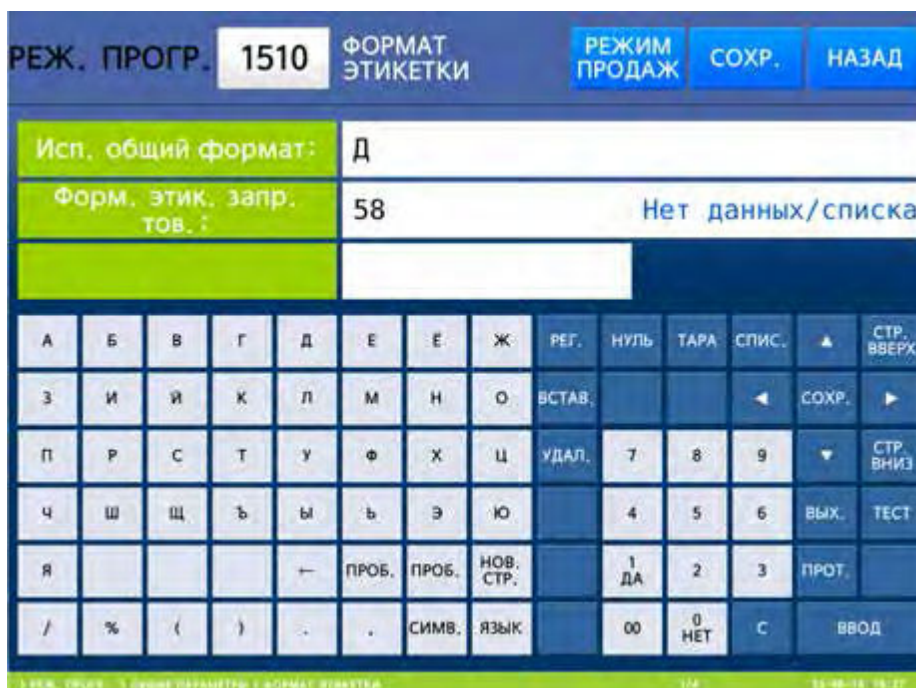 РЕЖ. ПРОГР. 1510 ФОРМАТ ЭТИКЕТКИ РЕЖИМ ПРОДАЖ СОХР. НАЗАД
Исп. общий формат: Д
Форм. этик. запр. тов.: 58 Нет данных/списка
А Б В Г Д Е Ё Ж РЕГ. НУЛЬ ТАРА СПИС. ▲ СТР. ВВЕРХ
З И Й К Л М Н О ВСТАВ. ◄ СОХР. ►
П Р С Т У Ф Х Ц УДАЛ. 7 8 9 ▼ СТР. ВНИЗ
Ч Ш Щ Ъ Ы Ь Э Ю 4 5 6 ВЫХ. ТЕСТ
Я ← ПРОБ. ПРОБ. НОВ. СТР. 1 ДА 2 3 ПРОТ.
/ % ( ) . , СИМВ. ЯЗЫК 00 0 НЕТ С ВВОД